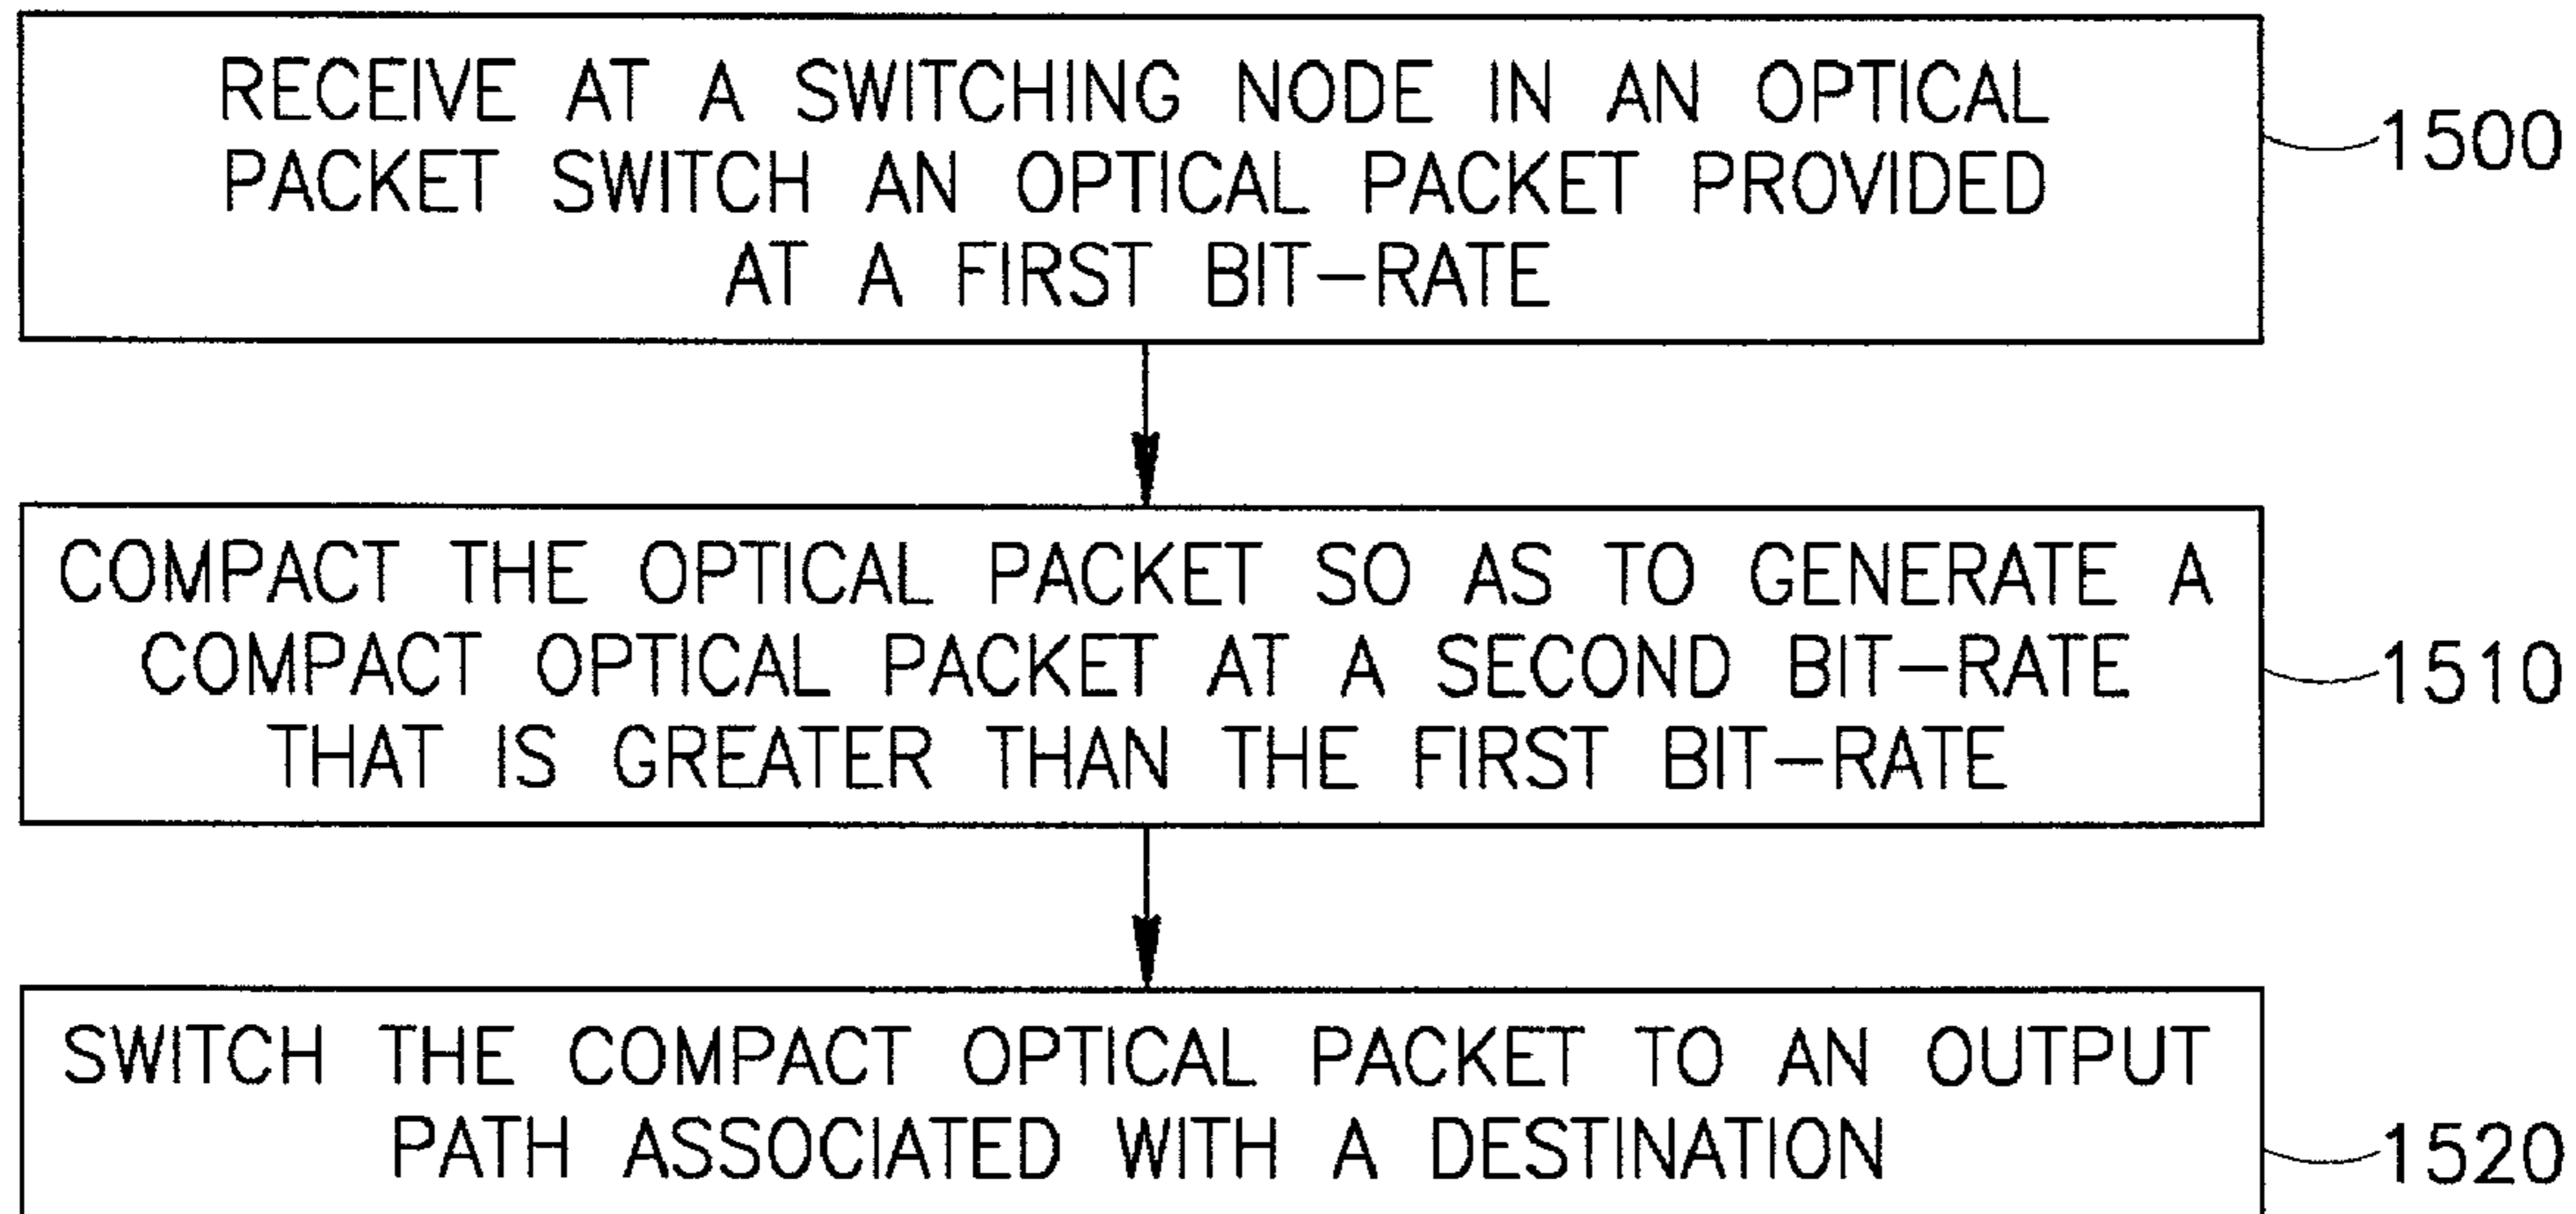 RECEIVE AT A SWITCHING NODE IN AN OPTICAL
PACKET SWITCH AN OPTICAL PACKET PROVIDED
AT A FIRST BIT-RATE
1500
COMPACT THE OPTICAL PACKET SO AS TO GENERATE A
COMPACT OPTICAL PACKET AT A SECOND BIT-RATE
THAT IS GREATER THAN THE FIRST BIT-RATE
1510
SWITCH THE COMPACT OPTICAL PACKET TO AN OUTPUT
PATH ASSOCIATED WITH A DESTINATION
1520